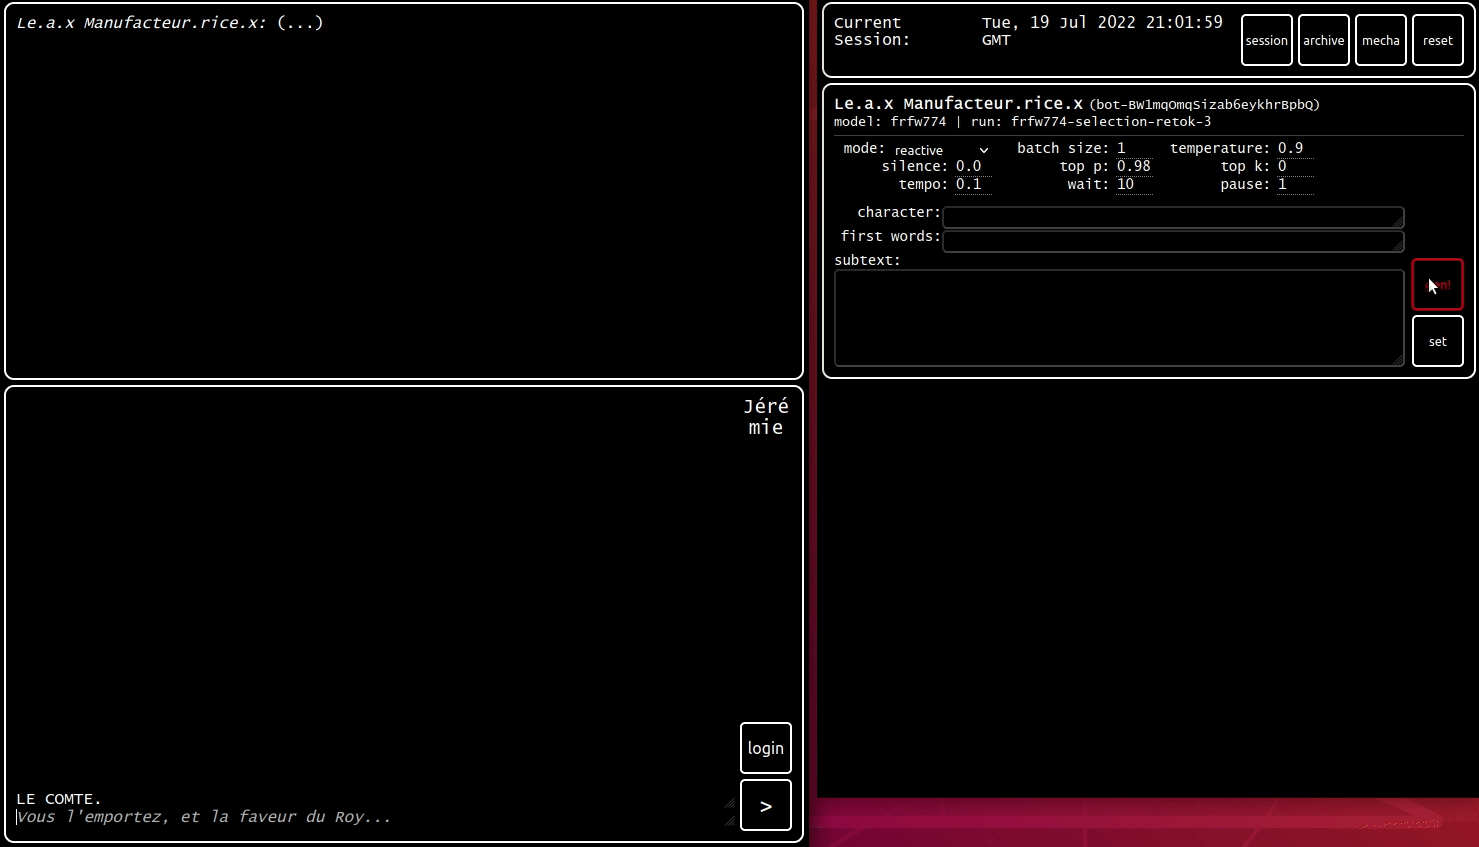 Le.a.x Manufacteur.rice.x: (...)
Jéré
mie
login
LE COMTE.
Vous l'emportez, et la faveur du Roy...
>
Current Session:
Tue, 19 Jul 2022 21:01:59 GMT
session archive mecha reset
Le.a.x Manufacteur.rice.x (bot-BW1mqOmqSizab6eykhrBpbQ)
model: frfw774 | run: frfw774-selection-retok-3
mode: reactive batch size: 1 temperature: 0.9
silence: 0.0 top p: 0.98 top k: 0
tempo: 0.1 wait: 10 pause: 1
character:
first words:
subtext:
set